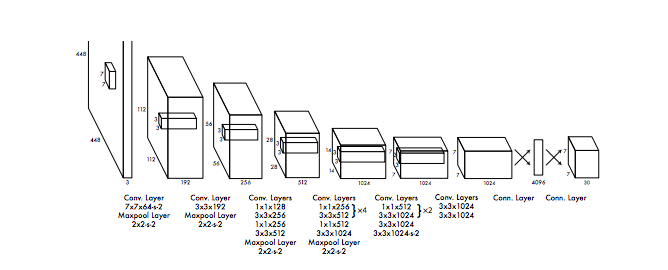 448
7
7
448
3
112
3
3
112
192
56
3
3
56
256
28
3
3
28
512
14
3
3
14
1024
7
3
3
7
1024
7
7
1024
4096
7
7
30
Conv. Layer
7x7x64-s-2
Maxpool Layer
2x2-s-2
Conv. Layer
3x3x192
Maxpool Layer
2x2-s-2
Conv. Layers
1x1x128
3x3x256
1x1x256
3x3x512
Maxpool Layer
2x2-s-2
Conv. Layers
1x1x256
3x3x512 }×4
1x1x512
3x3x1024
Maxpool Layer
2x2-s-2
Conv. Layers
1x1x512
3x3x1024 }×2
3x3x1024
3x3x1024-s-2
Conv. Layers
3x3x1024
3x3x1024
Conn. Layer
Conn. Layer